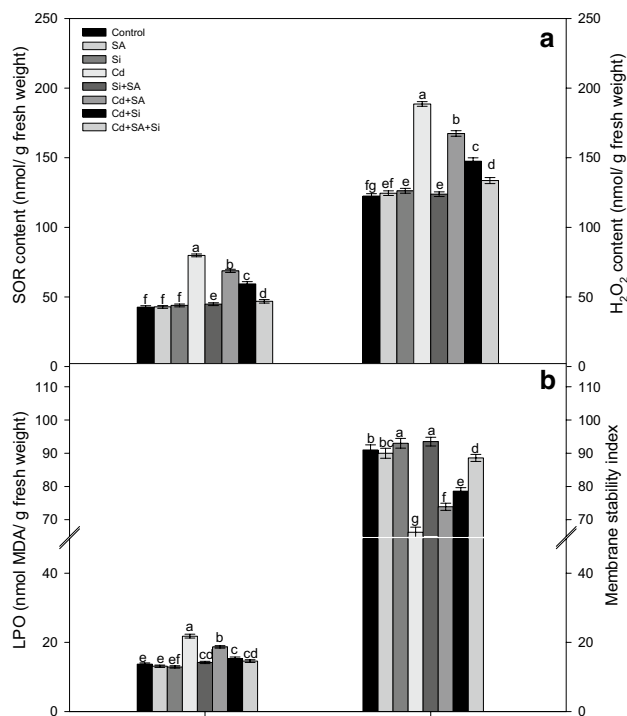 250
200
150
100
50
0
SOR content (nmol/ g fresh weight)
Control
SA
Si
Cd
Si+SA
Cd+SA
Cd+Si
Cd+SA+Si
a
f f f a e b c d
fg ef e a e b c d
250
200
150
100
50
0
H₂O₂ content (nmol/ g fresh weight)
110
100
90
80
70
40
20
0
LPO (nmol MDA/ g fresh weight)
b
e e ef a cd b c cd
b bc a g a f e d
110
100
90
80
70
40
20
0
Membrane stability index